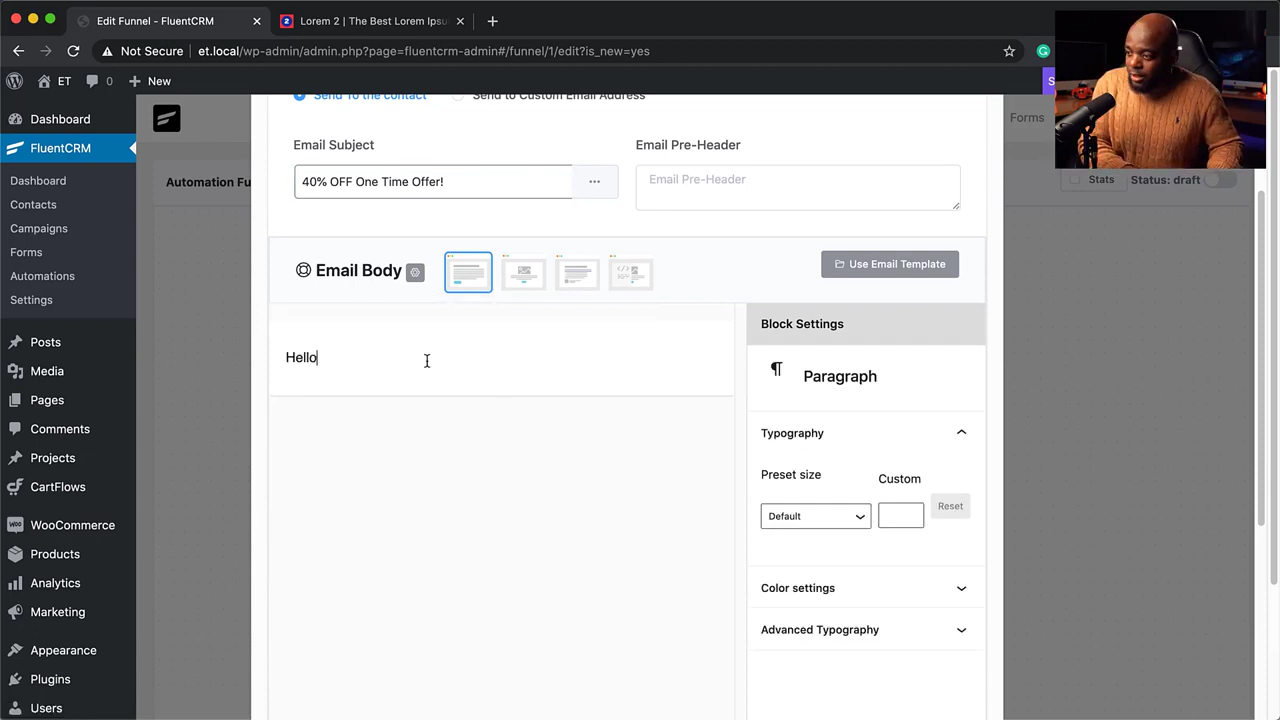 Edit Funnel - FluentCRM
Lorem 2 | The Best Lorem Ipsu
Not Secure
et.local/wp-admin/admin.php?page=fluentcrm-admin#/funnel/1/edit?is_new=yes
ET
0
New
S
Dashboard
FluentCRM
Dashboard
Contacts
Campaigns
Forms
Automations
Settings
Posts
Media
Pages
Comments
Projects
CartFlows
WooCommerce
Products
Analytics
Marketing
Appearance
Plugins
Users
Forms
Automation Fu
Stats
Status: draft
Send To the contact
Send to Custom Email Address
Email Subject
Email Pre-Header
40% OFF One Time Offer!
Email Pre-Header
Email Body
Use Email Template
Hello
Block Settings
Paragraph
Typography
Preset size
Custom
Default
Reset
Color settings
Advanced Typography